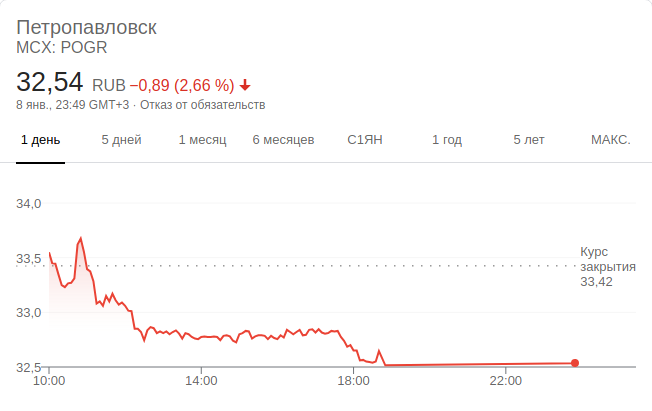 Петропавловск
MCX: POGR
32,54 RUB −0,89 (2,66 %)
8 янв., 23:49 GMT+3 · Отказ от обязательств
1 день 5 дней 1 месяц 6 месяцев С1ЯН 1 год 5 лет МАКС.
34,0
33,5
33,0
32,5
Курс
закрытия
33,42
10:00 14:00 18:00 22:00